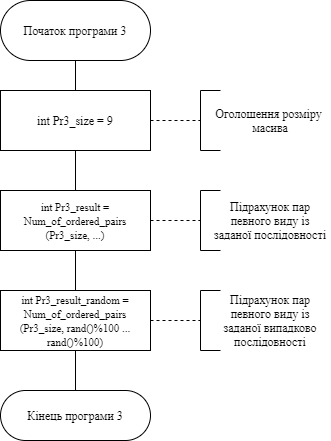 Початок програми 3
int Pr3_size = 9
Оголошення розміру
масива
int Pr3_result =
Num_of_ordered_pairs
(Pr3_size, ...)
Підрахунок пар
певного виду із
заданої послідовності
int Pr3_result_random =
Num_of_ordered_pairs
(Pr3_size, rand()%100 ...
rand()%100)
Підрахунок пар
певного виду із
заданої випадково
послідовності
Кінець програми 3